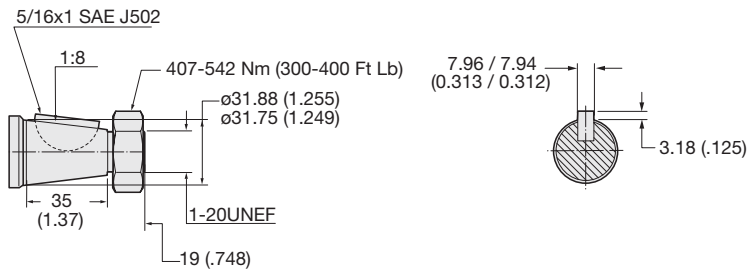 5/16x1 SAE J502
1:8
407-542 Nm (300-400 Ft Lb)
ø31.88 (1.255)
ø31.75 (1.249)
35
(1.37)
1-20UNEF
19 (.748)
7.96 / 7.94
(0.313 / 0.312)
3.18 (.125)